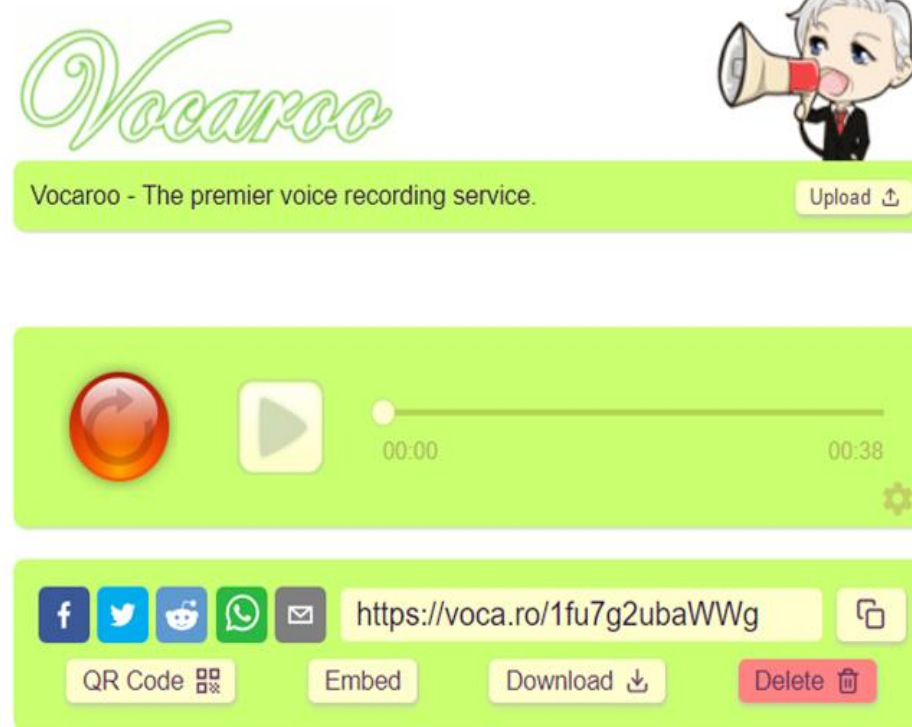 Vocaroo
Vocaroo - The premier voice recording service.
Upload
00:00
00:38
f
https://voca.ro/1fu7g2ubaWWg
QR Code
Embed
Download
Delete